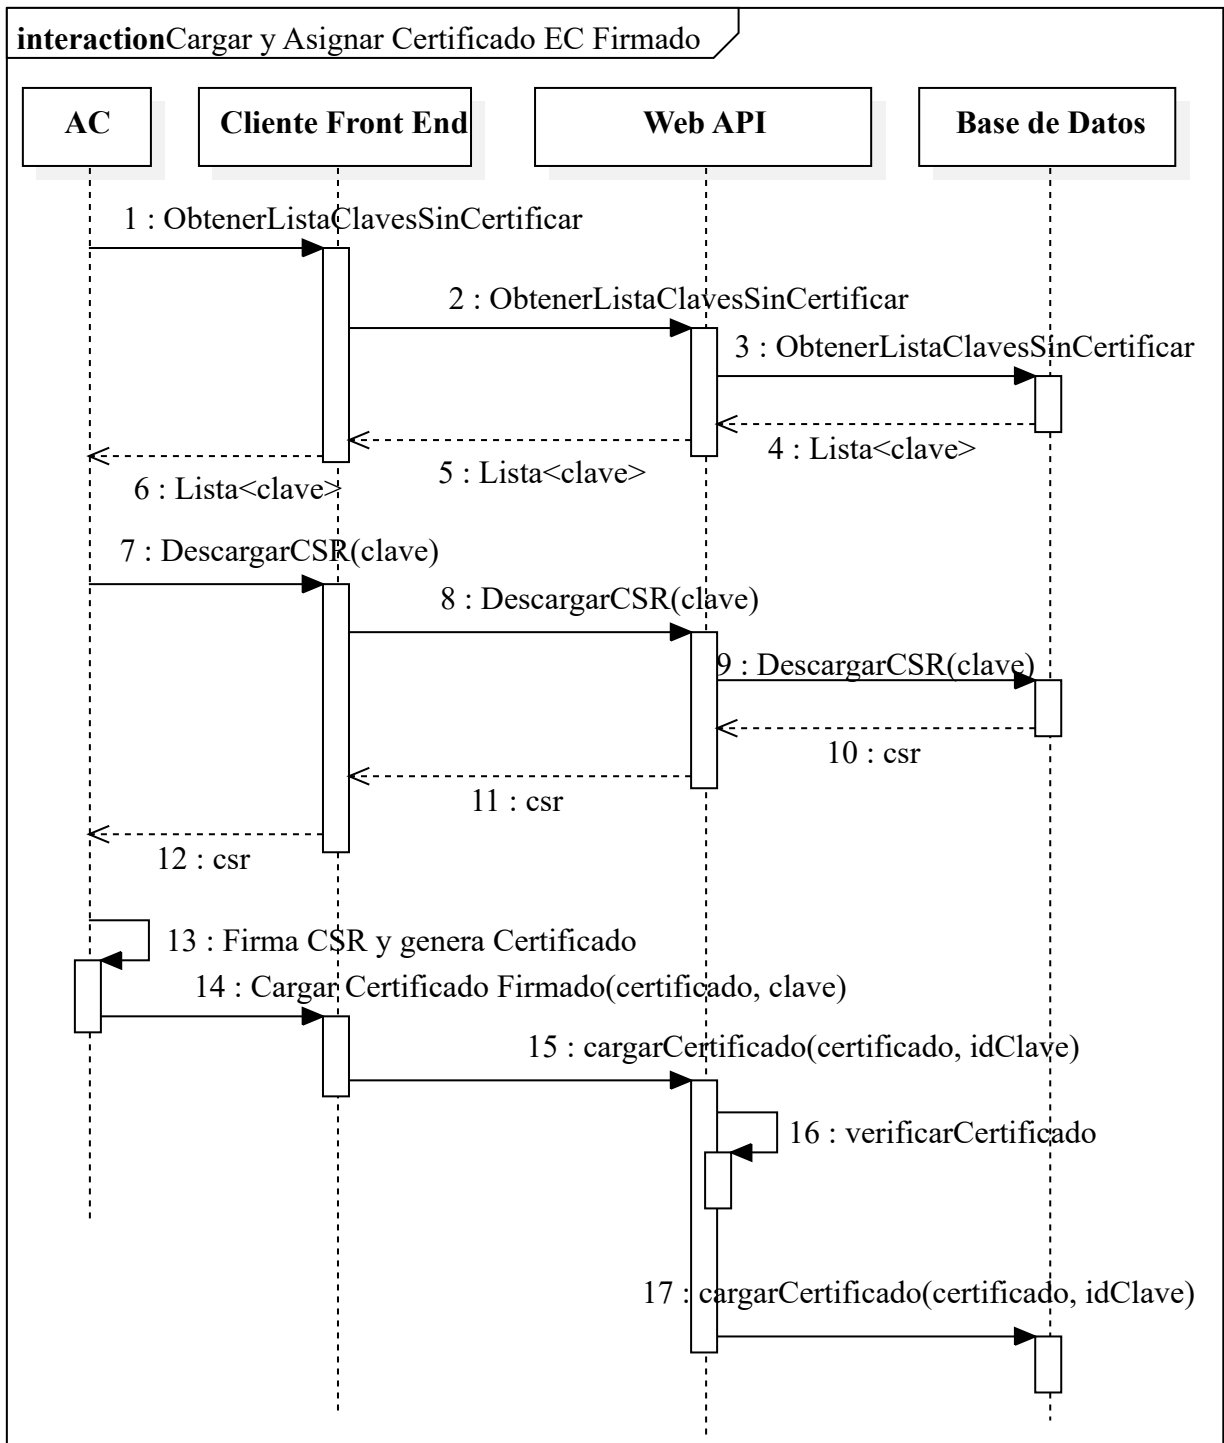 interactionCargar y Asignar Certificado EC Firmado
AC
Cliente Front End
Web API
Base de Datos
1 : ObtenerListaClavesSinCertificar
2 : ObtenerListaClavesSinCertificar
3 : ObtenerListaClavesSinCertificar
4 : Lista<clave>
5 : Lista<clave>
6 : Lista<clave>
7 : DescargarCSR(clave)
8 : DescargarCSR(clave)
9 : DescargarCSR(clave)
10 : csr
11 : csr
12 : csr
13 : Firma CSR y genera Certificado
14 : Cargar Certificado Firmado(certificado, clave)
15 : cargarCertificado(certificado, idClave)
16 : verificarCertificado
17 : cargarCertificado(certificado, idClave)